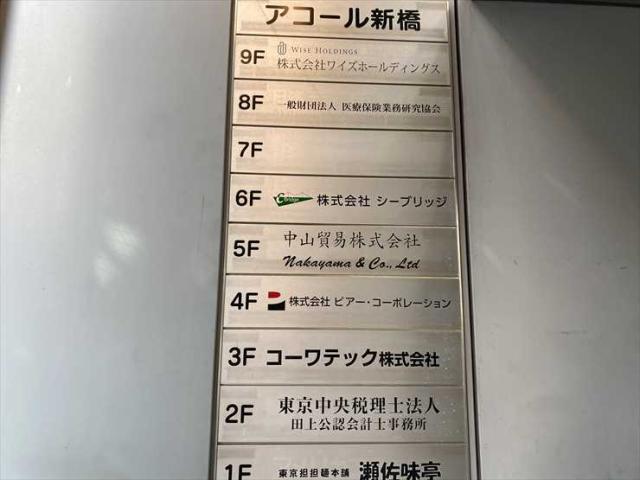 アコール新橋
9F WISE HOLDINGS
株式会社ワイズホールディングス
8F 一般財団法人 医療保険業務研究協会
7F
6F C Bridge 株式会社 シーブリッジ
5F 中山貿易株式会社
Nakayama & Co., Ltd
4F 株式会社 ピアー・コーポレーション
3F コーワテック株式会社
2F 東京中央税理士法人
田上公認会計士事務所
1F 東京担担麺本舗 瀬佐味亭